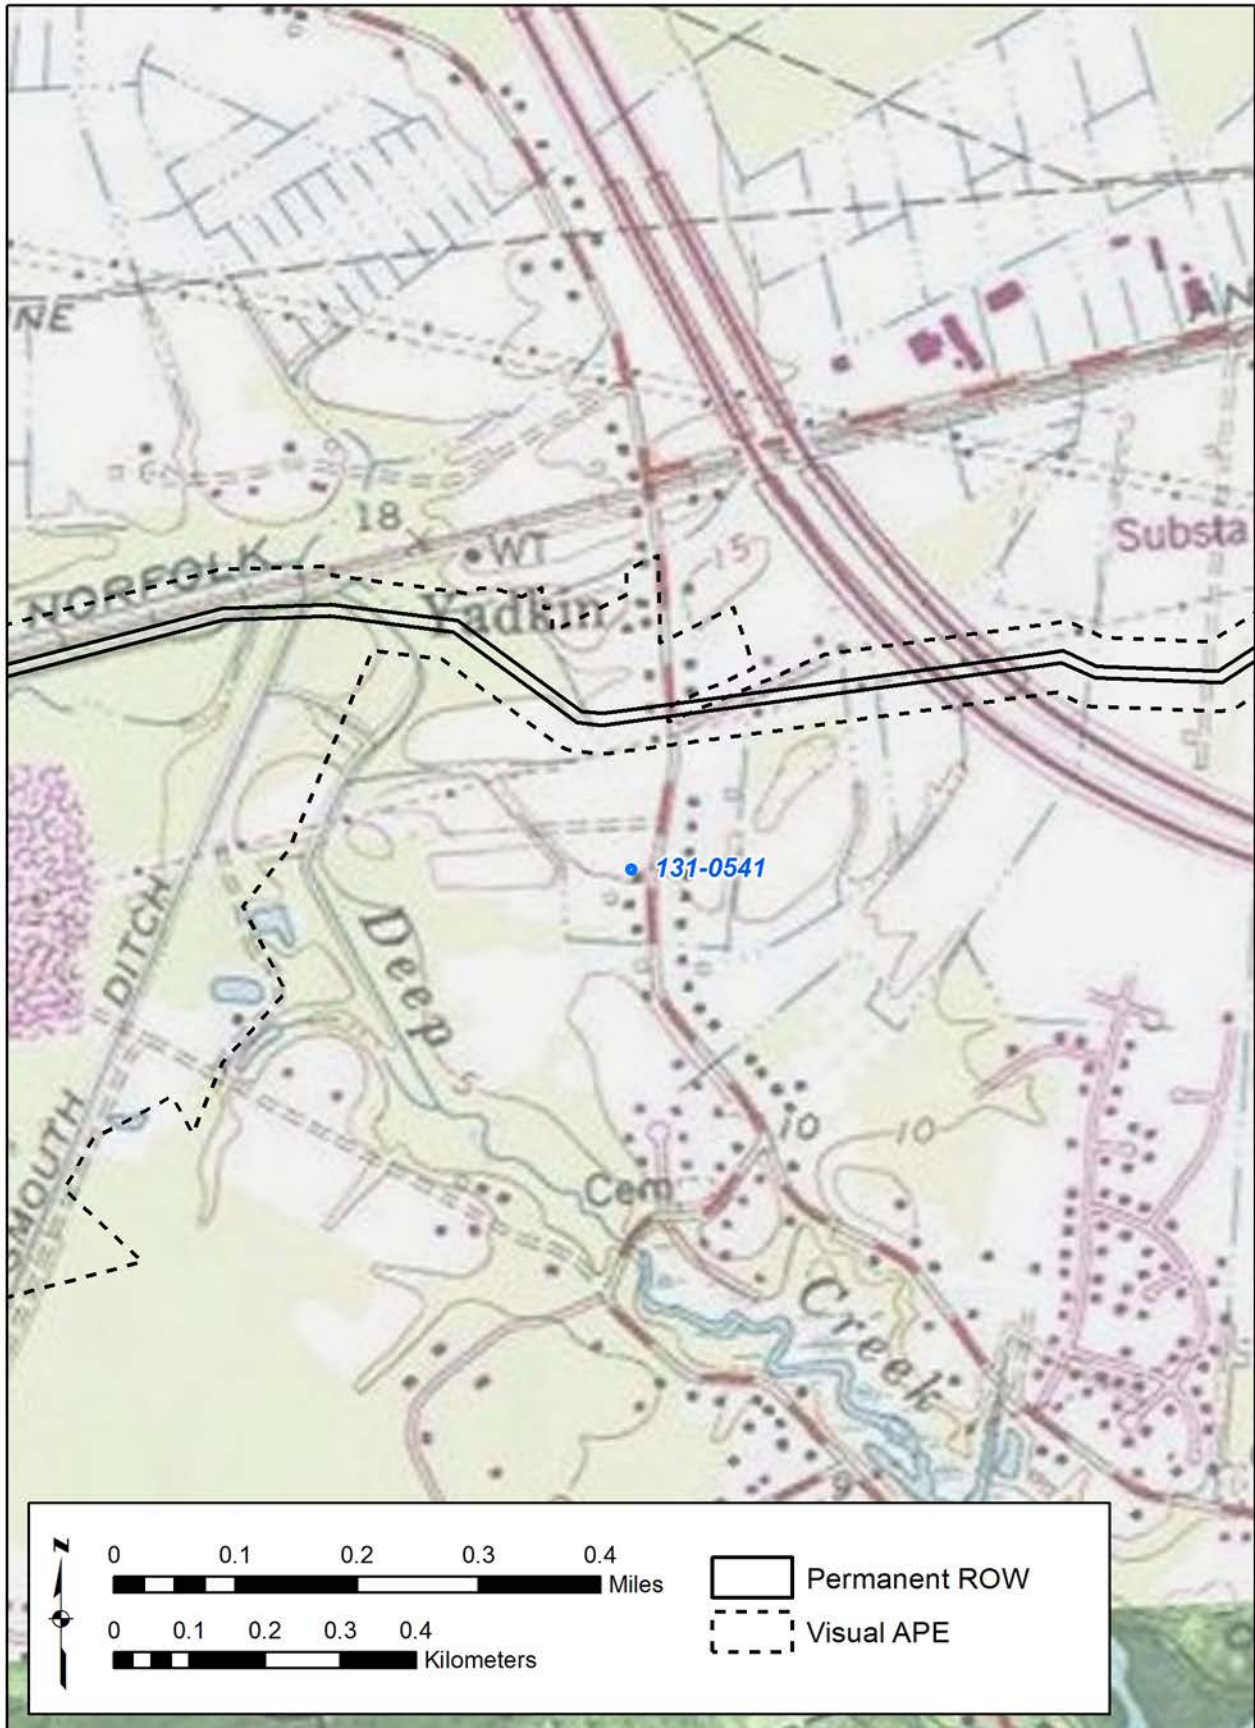 NE
AN
18
WT
NORFOLK
Yadkin
15
Substa
131-0541
DITCH
Deep
5
SMOUTH
10
10
Cem
Creek
9
N
0 0.1 0.2 0.3 0.4
Miles
0 0.1 0.2 0.3 0.4
Kilometers
Permanent ROW
Visual APE